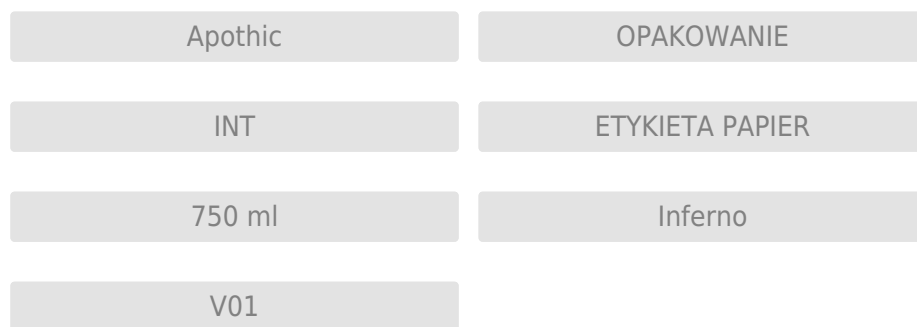 Apothic
OPAKOWANIE
INT
ETYKIETA PAPIER
750 ml
Inferno
V01